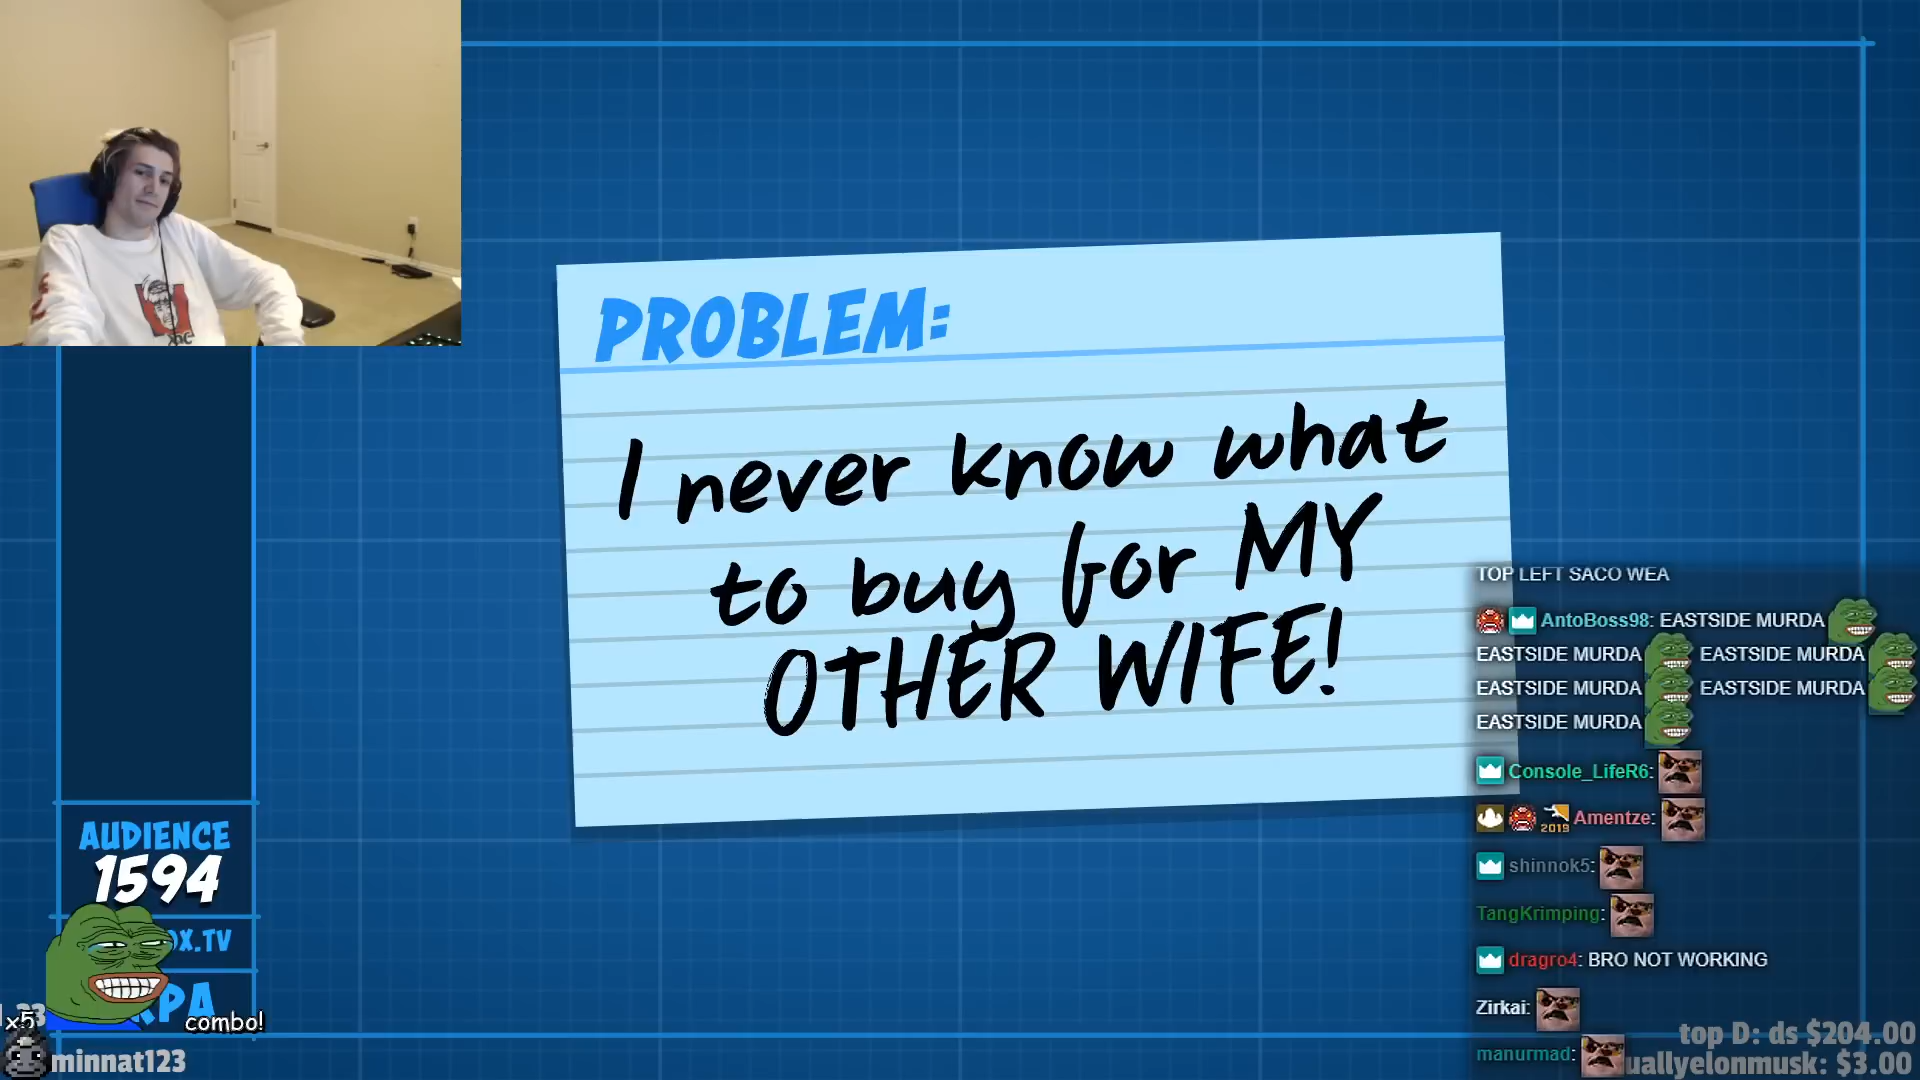 PROBLEM:
I never know what
to buy for MY
OTHER WIFE!
AUDIENCE
1594
OX.TV
x5
combo!
minnat123
TOP LEFT SACO WEA
AntoBoss98: EASTSIDE MURDA
EASTSIDE MURDA EASTSIDE MURDA
EASTSIDE MURDA EASTSIDE MURDA
EASTSIDE MURDA
Console_LifeR6:
2019 Amentze:
shinnok5:
TangKrimping:
dragro4: BRO NOT WORKING
Zirkai:
manurmad:
top D: ds $204.00
uallyelonmusk: $3.00